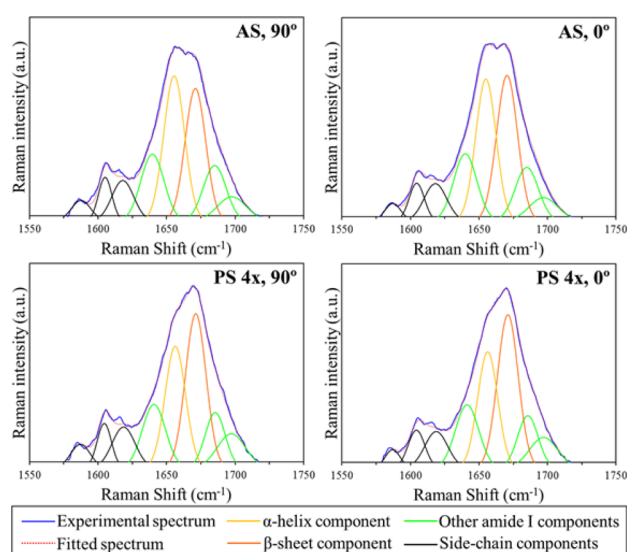 AS, 90º
Raman intensity (a.u.)
1550 1600 1650 1700 1750
Raman Shift (cm-1)
AS, 0º
Raman intensity (a.u.)
1550 1600 1650 1700 1750
Raman Shift (cm-1)
PS 4x, 90º
Raman intensity (a.u.)
1550 1600 1650 1700 1750
Raman Shift (cm-1)
PS 4x, 0º
Raman intensity (a.u.)
1550 1600 1650 1700 1750
Raman Shift (cm-1)
Experimental spectrum α-helix component Other amide I components
Fitted spectrum β-sheet component Side-chain components